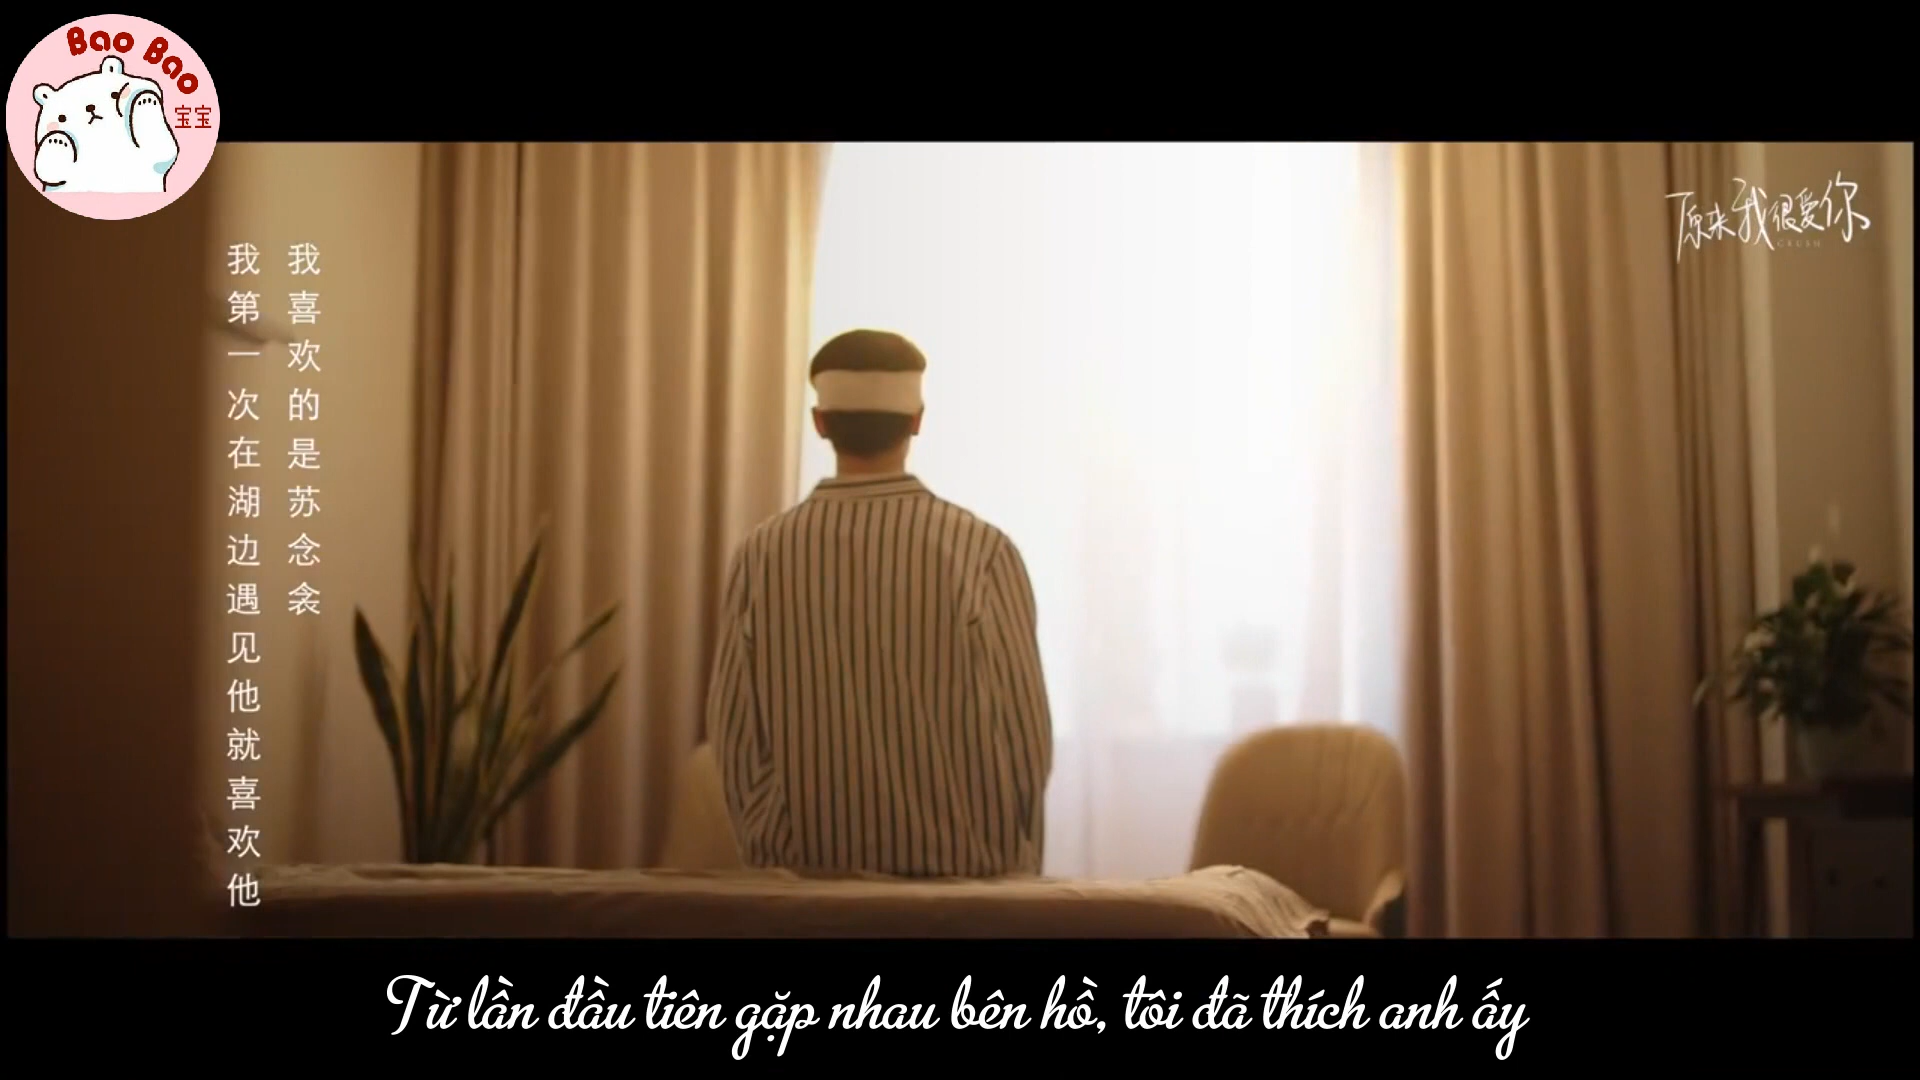 Bao Bao
宝宝
原来我很爱你
CRUSH
我喜欢的是苏念衾
我第一次在湖边遇见他就喜欢他
Từ lần đầu tiên gặp nhau bên hồ, tôi đã thích anh ấy